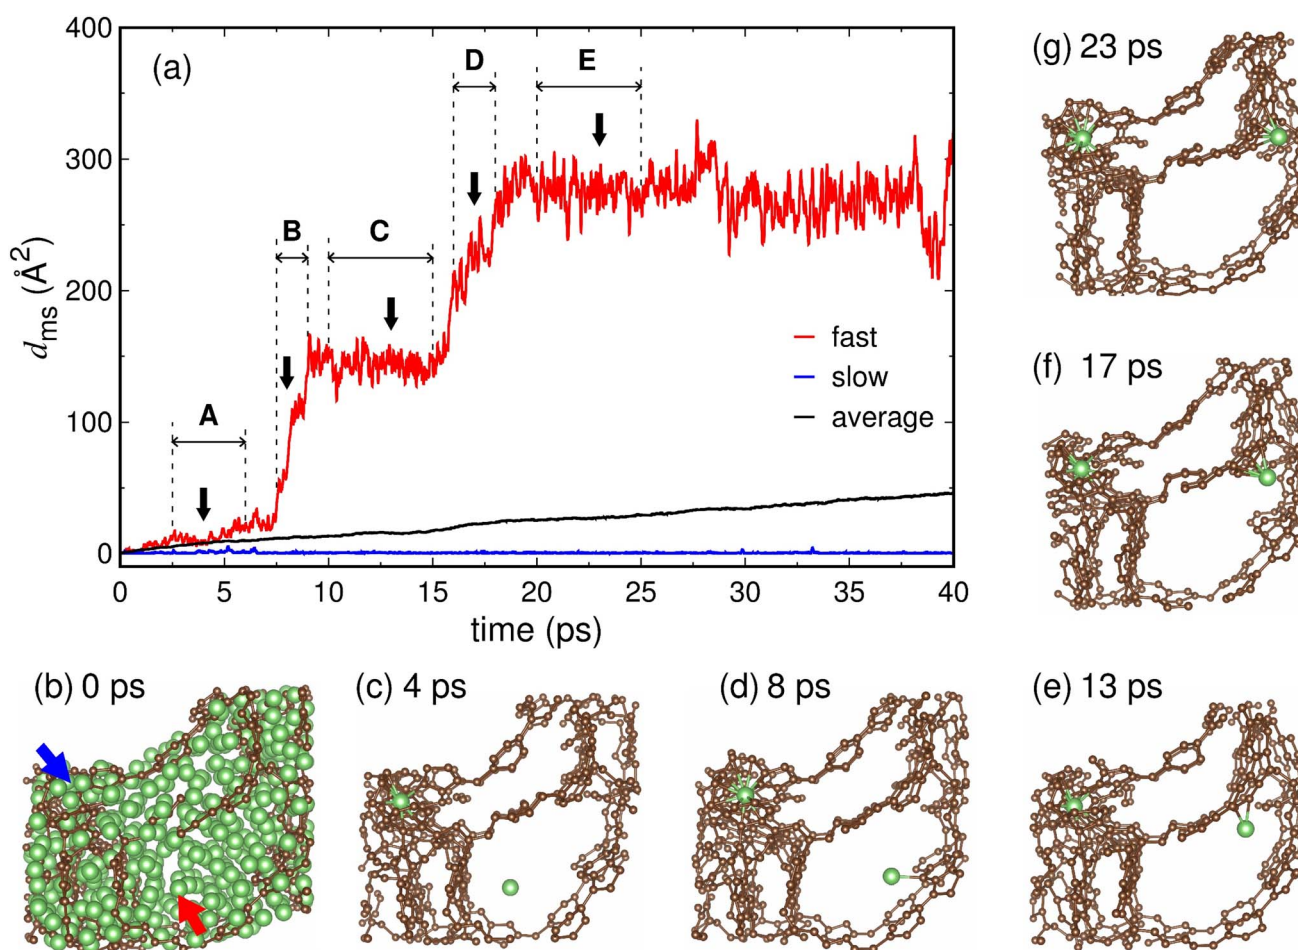 (a)
400
300
200
100
0
d_ms (Å^2)
A
B
C
D
E
fast
slow
average
0
5
10
15
20
25
30
35
40
time (ps)
(g) 23 ps
(f) 17 ps
(b) 0 ps
(c) 4 ps
(d) 8 ps
(e) 13 ps